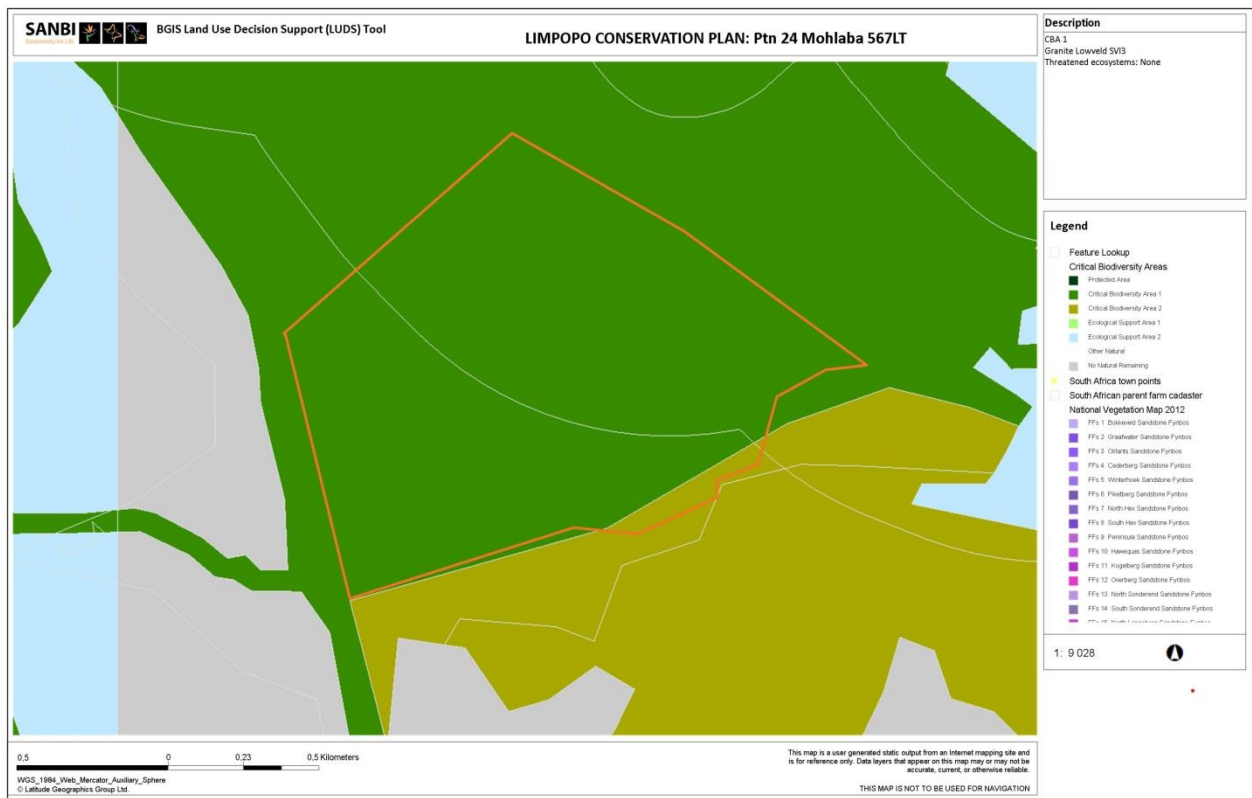 SANBI
Biodiversity for Life
BGIS Land Use Decision Support (LUDS) Tool
LIMPOPO CONSERVATION PLAN: Ptn 24 Mohlaba 567LT
Description
CBA 1
Granite Lowveld SVl3
Threatened ecosystems: None
Legend
Feature Lookup
Critical Biodiversity Areas
Protected Area
Critical Biodiversity Area 1
Critical Biodiversity Area 2
Ecological Support Area 1
Ecological Support Area 2
Other Natural
No Natural Remaining
South Africa town points
South African parent farm cadaster
National Vegetation Map 2012
FFs 1 Bokkeveld Sandstone Fynbos
FFs 2 Graafwater Sandstone Fynbos
FFs 3 Olifants Sandstone Fynbos
FFs 4 Cederberg Sandstone Fynbos
FFs 5 Winterhoek Sandstone Fynbos
FFs 6 Piketberg Sandstone Fynbos
FFs 7 North Hex Sandstone Fynbos
FFs 8 South Hex Sandstone Fynbos
FFs 9 Peninsula Sandstone Fynbos
FFs 10 Hawequas Sandstone Fynbos
FFs 11 Kogelberg Sandstone Fynbos
FFs 12 Overberg Sandstone Fynbos
FFs 13 North Sonderend Sandstone Fynbos
FFs 14 South Sonderend Sandstone Fynbos
1: 9 028
0,5 0 0,23 0,5 Kilometers
WGS_1984_Web_Mercator_Auxiliary_Sphere
© Latitude Geographics Group Ltd.
This map is a user generated static output from an Internet mapping site and
is for reference only. Data layers that appear on this map may or may not be
accurate, current, or otherwise reliable.
THIS MAP IS NOT TO BE USED FOR NAVIGATION